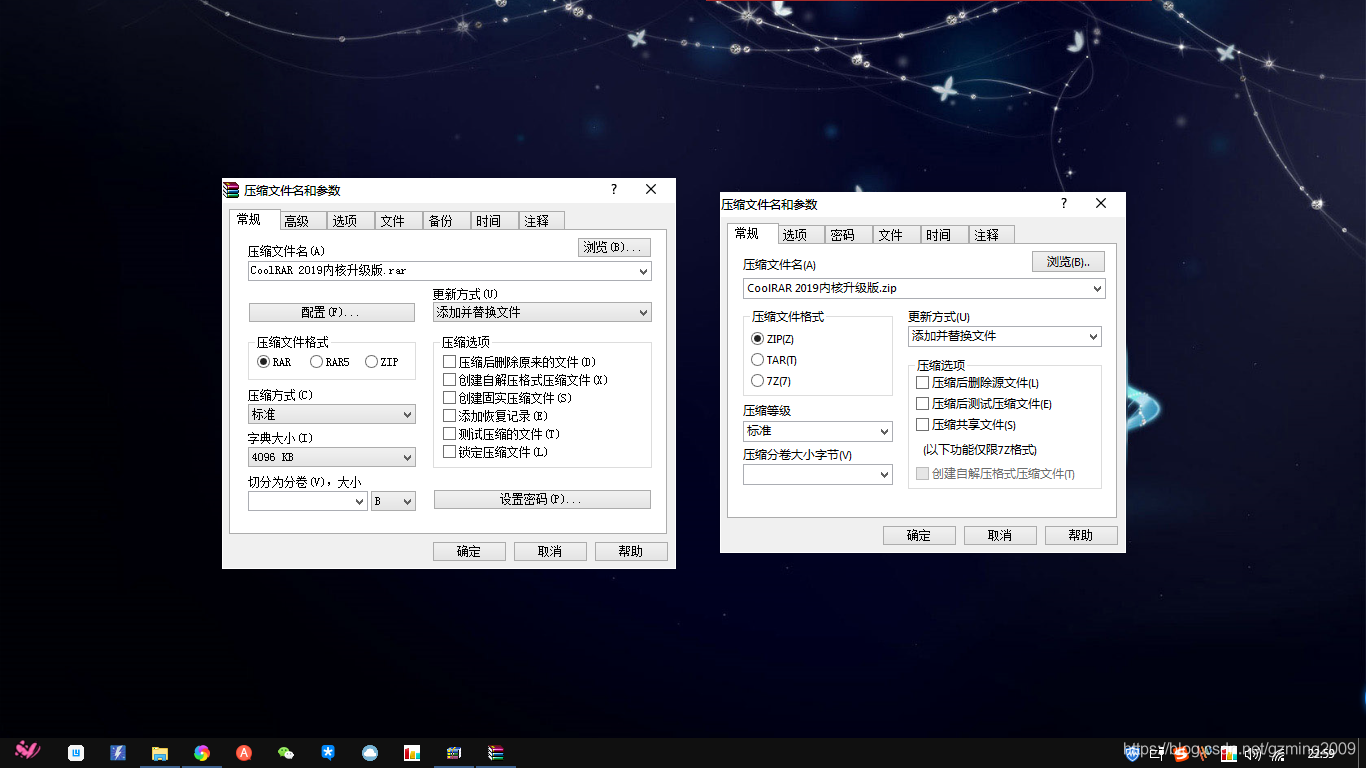 压缩文件名和参数
?
常规 高级 选项 文件 备份 时间 注释
压缩文件名(A)
浏览(B)...
CoolRAR 2019内核升级版.rar
配置(F)...
更新方式(U)
添加并替换文件
压缩文件格式
RAR RAR5 ZIP
压缩方式(C)
标准
字典大小(I)
4096 KB
切分为分卷(V)，大小
B
压缩选项
压缩后删除原来的文件(D)
创建自解压格式压缩文件(X)
创建固实压缩文件(S)
添加恢复记录(E)
测试压缩的文件(T)
锁定压缩文件(L)
设置密码(P)...
确定 取消 帮助
压缩文件名和参数
?
常规 选项 密码 文件 时间 注释
压缩文件名(A)
浏览(B)..
CoolRAR 2019内核升级版.zip
压缩文件格式
ZIP(Z)
TAR(T)
7Z(7)
压缩等级
标准
压缩分卷大小字节(V)
更新方式(U)
添加并替换文件
压缩选项
压缩后删除源文件(L)
压缩后测试压缩文件(E)
压缩共享文件(S)
(以下功能仅限7Z格式)
创建自解压格式压缩文件(T)
确定 取消 帮助
https://blog.csdn.net/gzming2009
22:59